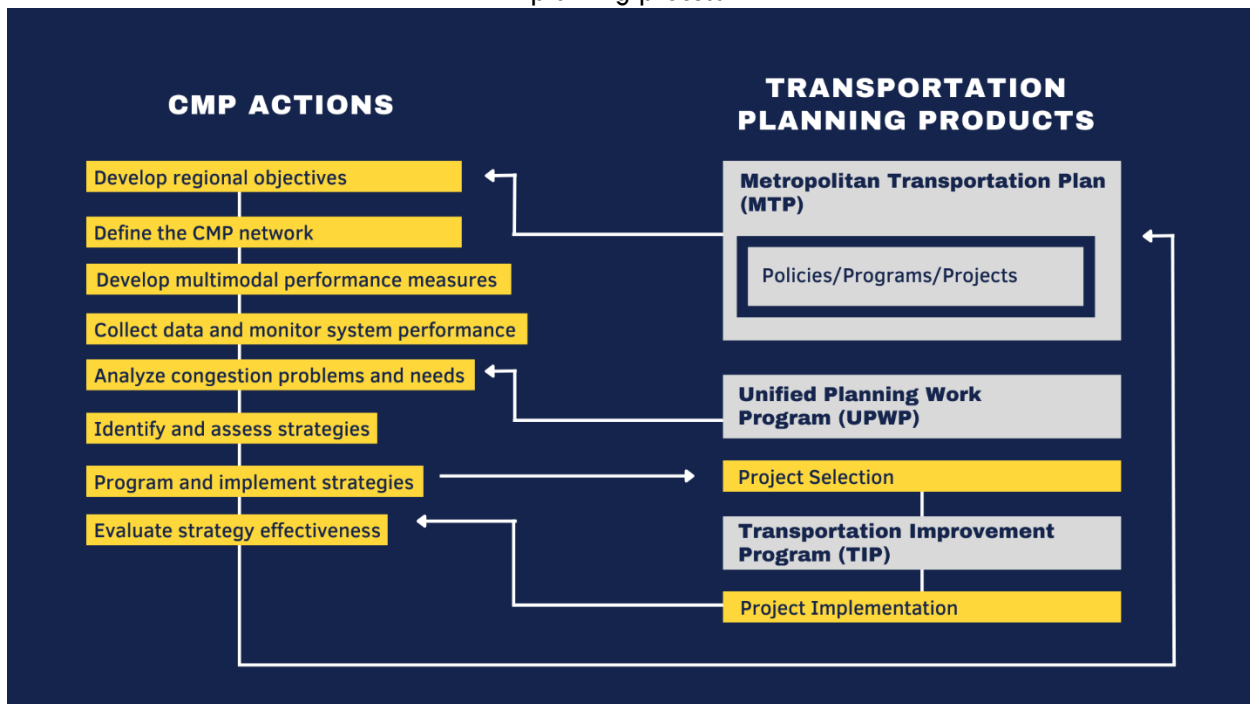 CMP ACTIONS
Develop regional objectives
Define the CMP network
Develop multimodal performance measures
Collect data and monitor system performance
Analyze congestion problems and needs
Identify and assess strategies
Program and implement strategies
Evaluate strategy effectiveness
TRANSPORTATION
PLANNING PRODUCTS
Metropolitan Transportation Plan
(MTP)
Policies/Programs/Projects
Unified Planning Work
Program (UPWP)
Project Selection
Transportation Improvement
Program (TIP)
Project Implementation